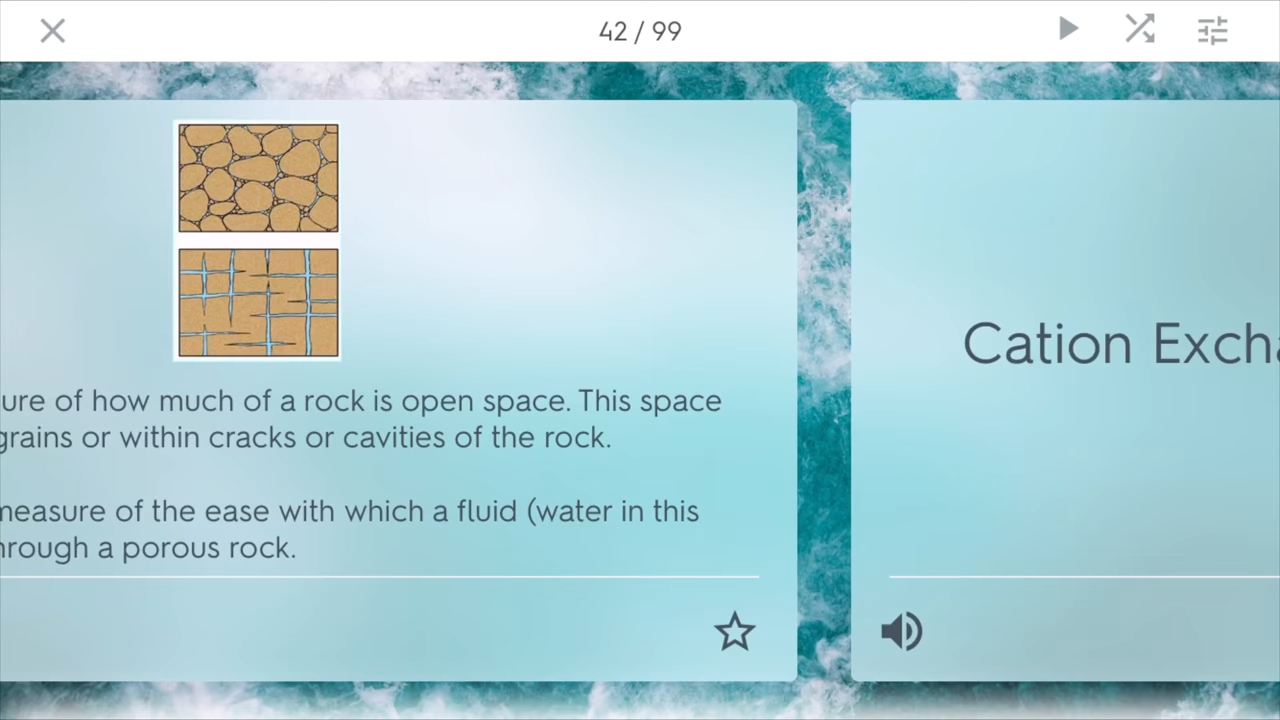 42 / 99
ure of how much of a rock is open space. This space
grains or within cracks or cavities of the rock.
measure of the ease with which a fluid (water in this
hrough a porous rock.
Cation Excha